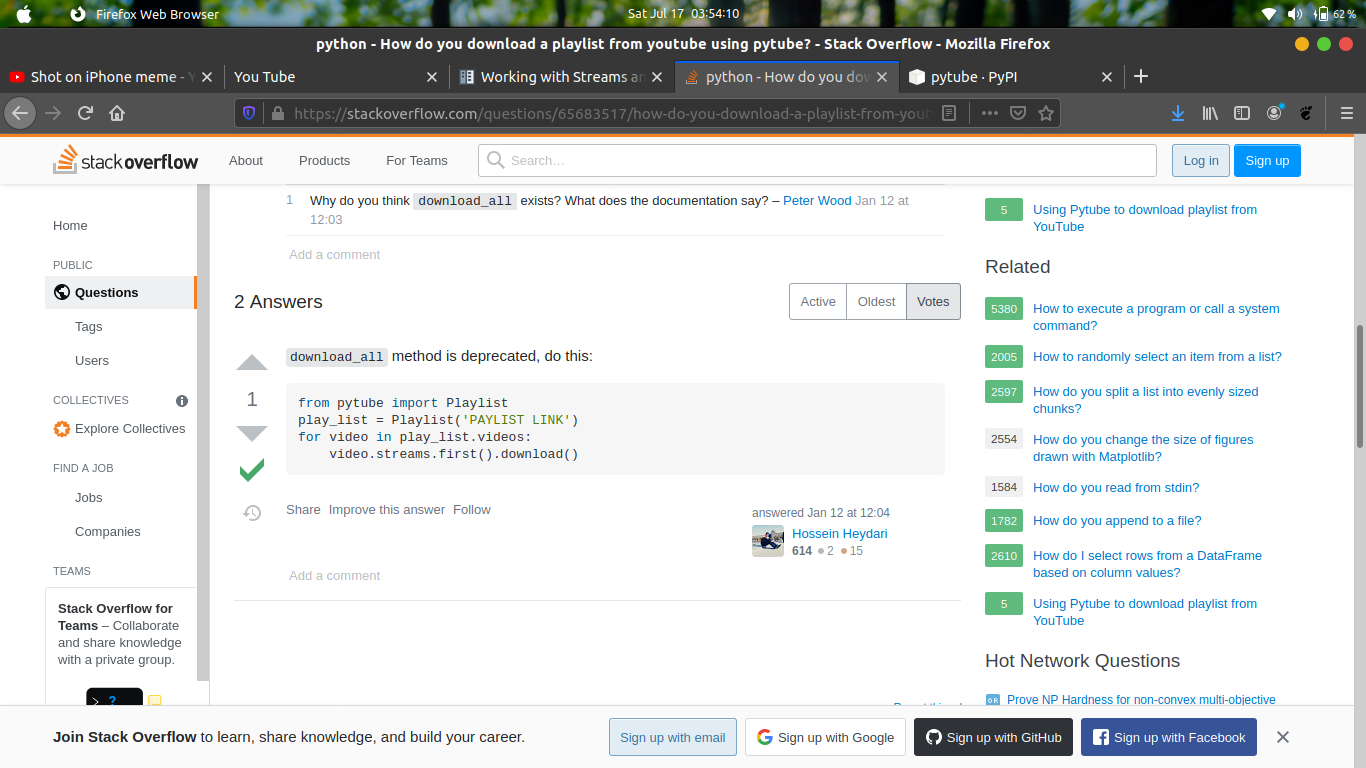 Firefox Web Browser
Sat Jul 17 03:54:10
62 %
python - How do you download a playlist from youtube using pytube? - Stack Overflow - Mozilla Firefox
Shot on iPhone meme - Y
You Tube
Working with Streams an
python - How do you dow
pytube · PyPI
https://stackoverflow.com/questions/65683517/how-do-you-download-a-playlist-from-yout
stack overflow
About
Products
For Teams
Search…
Log in
Sign up
Home
PUBLIC
Questions
Tags
Users
COLLECTIVES
Explore Collectives
FIND A JOB
Jobs
Companies
TEAMS
Stack Overflow for
Teams – Collaborate
and share knowledge
with a private group.
>
?
1
Why do you think download_all exists? What does the documentation say? – Peter Wood Jan 12 at
12:03
Add a comment
2 Answers
Active
Oldest
Votes
1
download_all method is deprecated, do this:
from pytube import Playlist
play_list = Playlist('PAYLIST LINK')
for video in play_list.videos:
video.streams.first().download()
Share Improve this answer Follow
answered Jan 12 at 12:04
Hossein Heydari
614 2 15
Add a comment
5
Using Pytube to download playlist from
YouTube
Related
5380
How to execute a program or call a system
command?
2005
How to randomly select an item from a list?
2597
How do you split a list into evenly sized
chunks?
2554
How do you change the size of figures
drawn with Matplotlib?
1584
How do you read from stdin?
1782
How do you append to a file?
2610
How do I select rows from a DataFrame
based on column values?
5
Using Pytube to download playlist from
YouTube
Hot Network Questions
OR
Prove NP Hardness for non-convex multi-objective
Join Stack Overflow to learn, share knowledge, and build your career.
Sign up with email
Sign up with Google
Sign up with GitHub
Sign up with Facebook